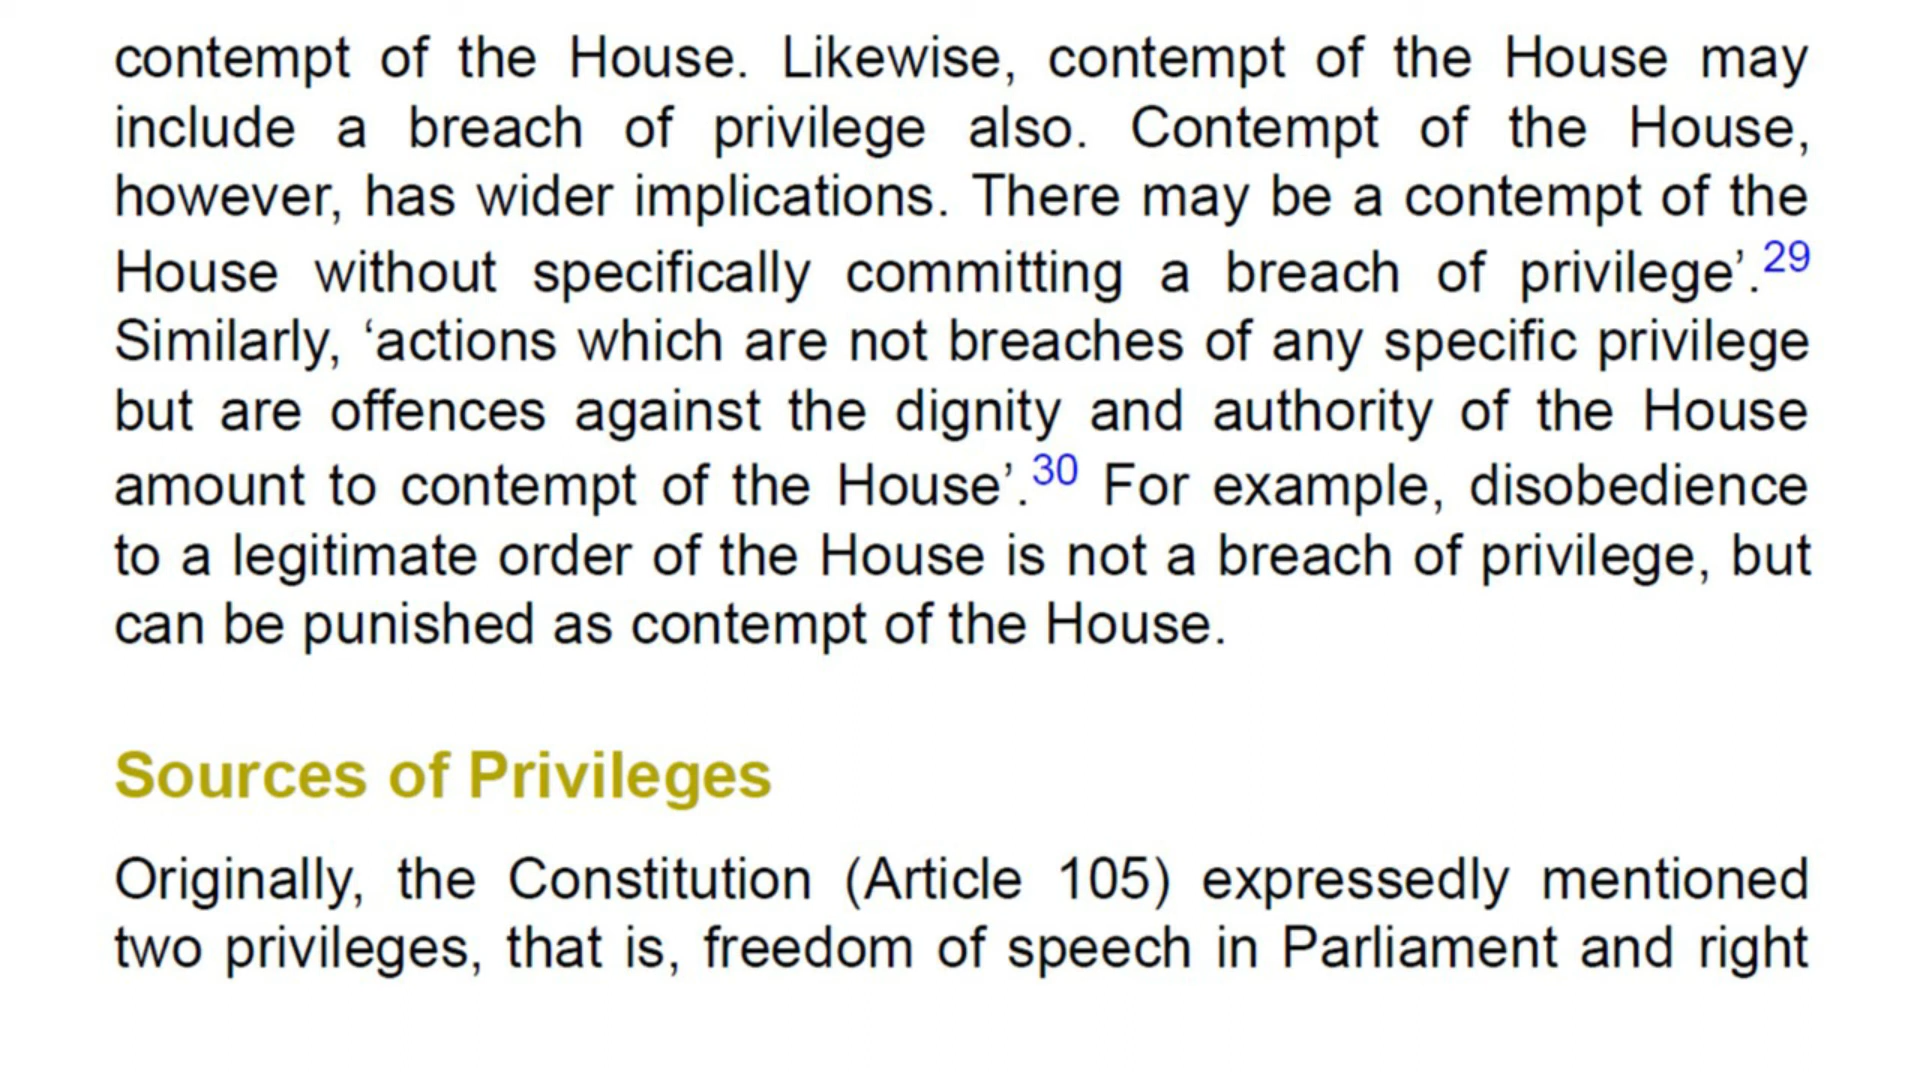 contempt of the House. Likewise, contempt of the House may
include a breach of privilege also. Contempt of the House,
however, has wider implications. There may be a contempt of the
House without specifically committing a breach of privilege’.29
Similarly, ‘actions which are not breaches of any specific privilege
but are offences against the dignity and authority of the House
amount to contempt of the House’.30 For example, disobedience
to a legitimate order of the House is not a breach of privilege, but
can be punished as contempt of the House.
Sources of Privileges
Originally, the Constitution (Article 105) expressedly mentioned
two privileges, that is, freedom of speech in Parliament and right